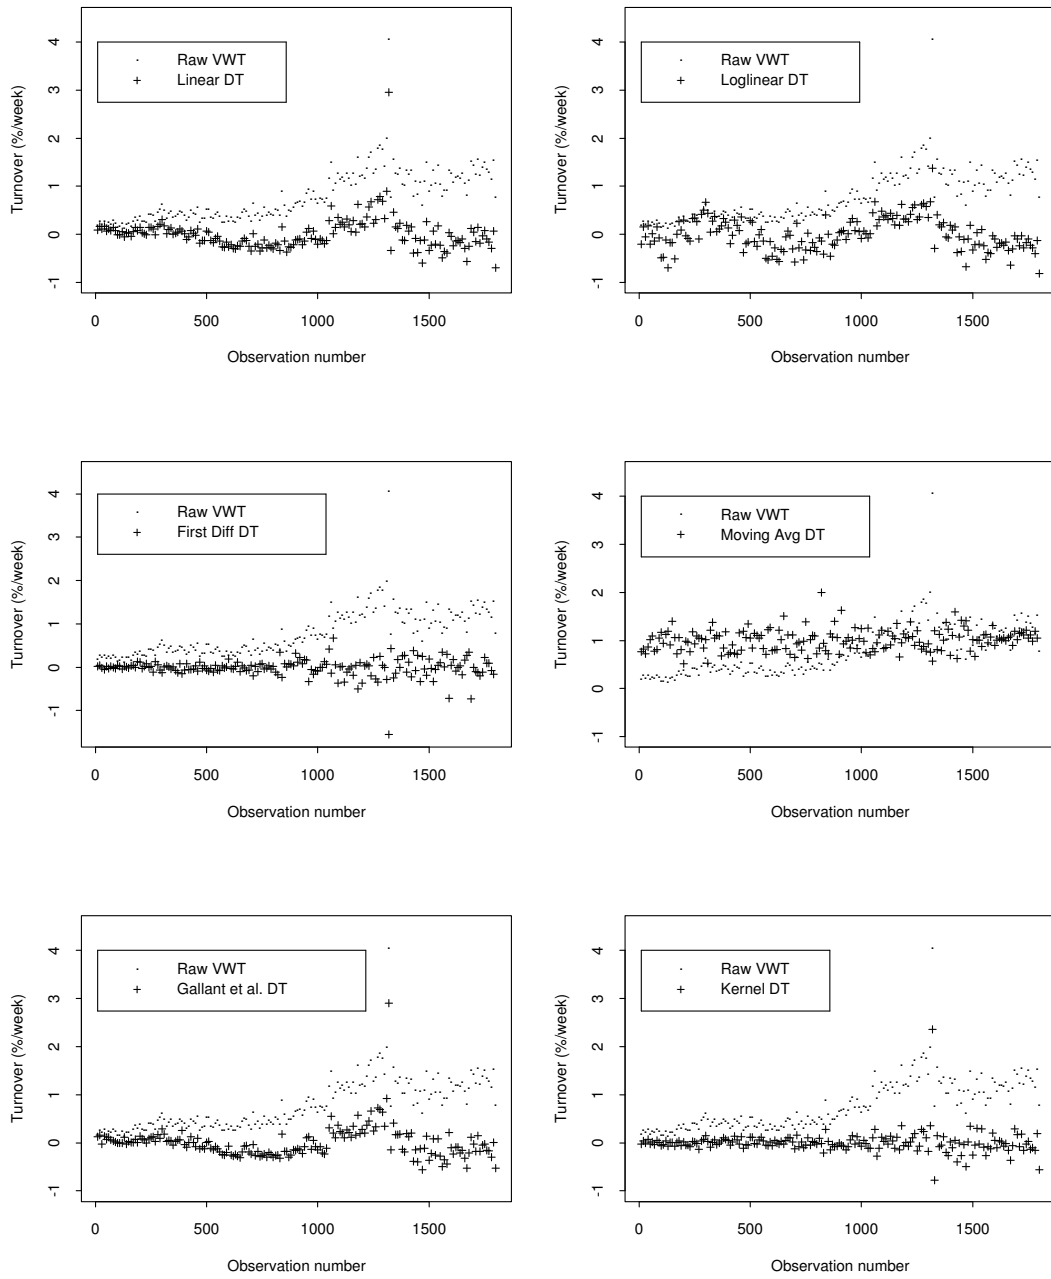 Turnover (%/week)
4
3
2
1
0
-1
Raw VWT
Linear DT
0
500
1000
1500
Observation number
Turnover (%/week)
4
3
2
1
0
-1
Raw VWT
Loglinear DT
0
500
1000
1500
Observation number
Turnover (%/week)
4
3
2
1
0
-1
Raw VWT
First Diff DT
0
500
1000
1500
Observation number
Turnover (%/week)
4
3
2
1
0
-1
Raw VWT
Moving Avg DT
0
500
1000
1500
Observation number
Turnover (%/week)
4
3
2
1
0
-1
Raw VWT
Gallant et al. DT
0
500
1000
1500
Observation number
Turnover (%/week)
4
3
2
1
0
-1
Raw VWT
Kernel DT
0
500
1000
1500
Observation number